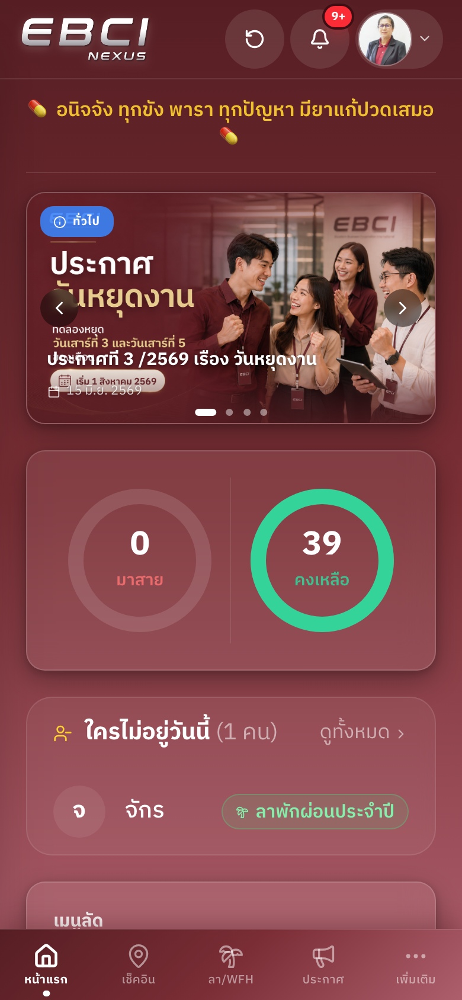 EBCI
NEXUS
9+
อนิจจัง ทุกขัง พารา ทุกปัญหา มียาแก้ปวดเสมอ
ทั่วไป
EBCI
ประกาศ
วันหยุดงาน
ทดลองหยุด
วันเสาร์ที่ 3 และวันเสาร์ที่ 5
ประกาศที่ 3 /2569 เรื่อง วันหยุดงาน
เริ่ม 1 สิงหาคม 2569
15 มิ.ย. 2569
0
มาสาย
39
คงเหลือ
ใครไม่อยู่วันนี้ (1 คน)
ดูทั้งหมด
จ
จักร
ลาพักผ่อนประจำปี
เมนูลัด
หน้าแรก
เช็คอิน
ลา/WFH
ประกาศ
เพิ่มเติม